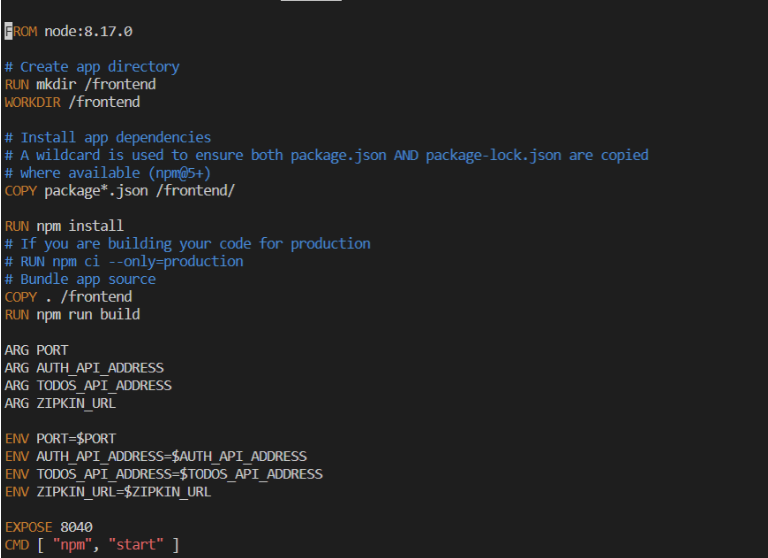 FROM node:8.17.0
# Create app directory
RUN mkdir /frontend
WORKDIR /frontend
# Install app dependencies
# A wildcard is used to ensure both package.json AND package-lock.json are copied
# where available (npm@5+)
COPY package*.json /frontend/
RUN npm install
# If you are building your code for production
# RUN npm ci --only=production
# Bundle app source
COPY . /frontend
RUN npm run build
ARG PORT
ARG AUTH_API_ADDRESS
ARG TODOS_API_ADDRESS
ARG ZIPKIN_URL
ENV PORT=$PORT
ENV AUTH_API_ADDRESS=$AUTH_API_ADDRESS
ENV TODOS_API_ADDRESS=$TODOS_API_ADDRESS
ENV ZIPKIN_URL=$ZIPKIN_URL
EXPOSE 8040
CMD [ "npm", "start" ]